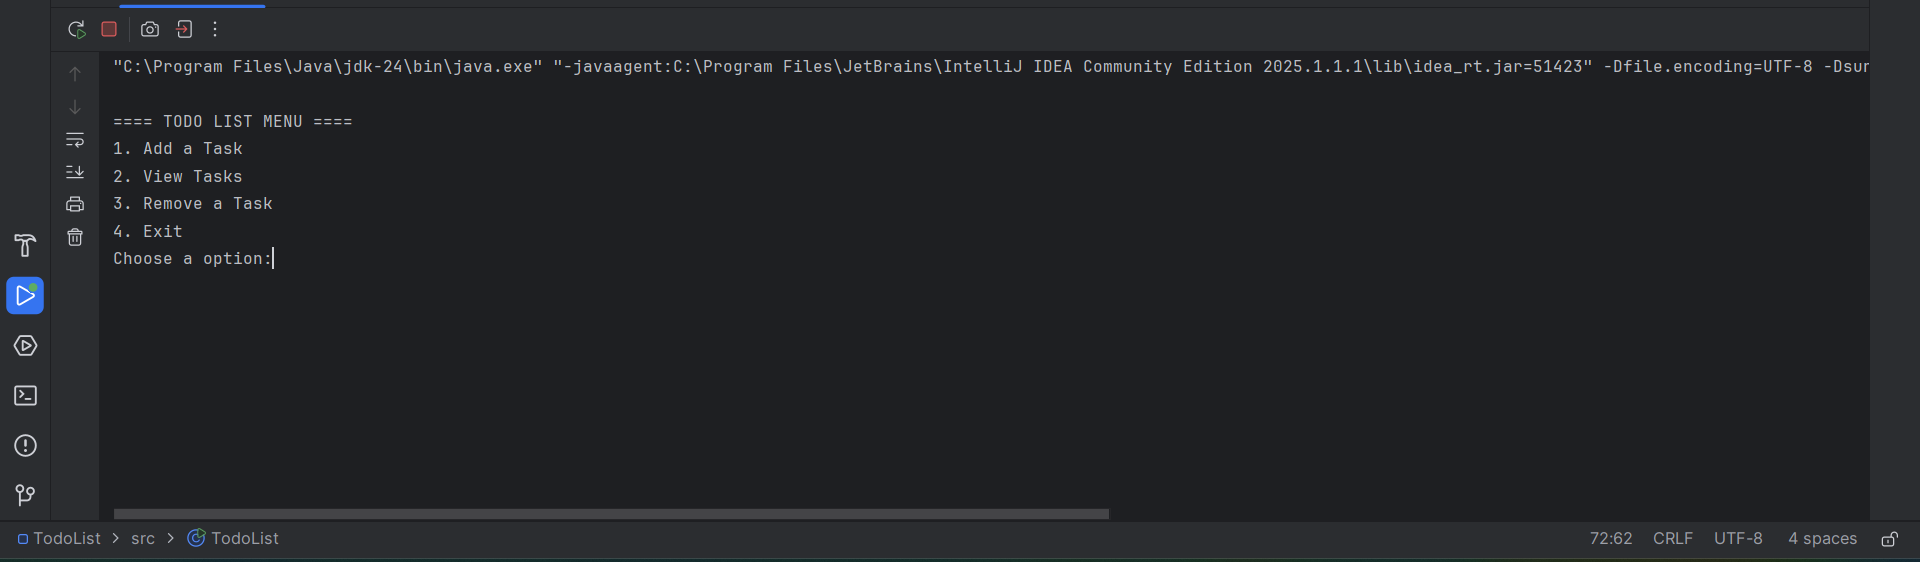 "C:\Program Files\Java\jdk-24\bin\java.exe" "-javaagent:C:\Program Files\JetBrains\IntelliJ IDEA Community Edition 2025.1.1.1\lib\idea_rt.jar=51423" -Dfile.encoding=UTF-8 -Dsun
==== TODO LIST MENU ====
1. Add a Task
2. View Tasks
3. Remove a Task
4. Exit
Choose a option:
TodoList > src > TodoList 72:62 CRLF UTF-8 4 spaces